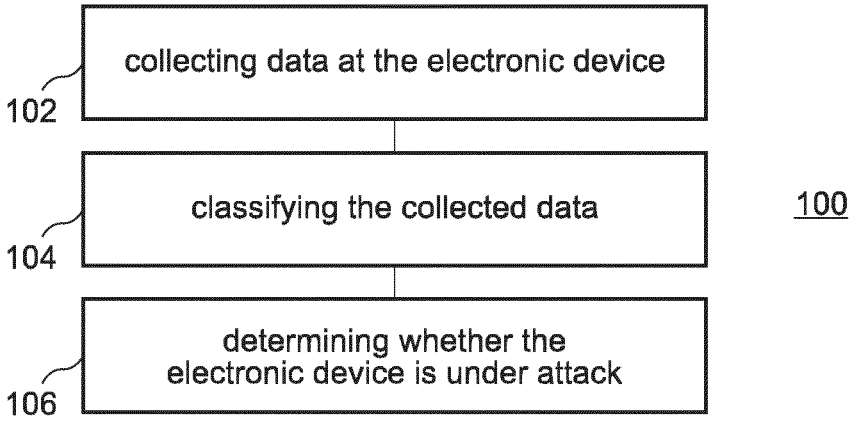 collecting data at the electronic device
102
classifying the collected data
100
104
determining whether the
electronic device is under attack
106